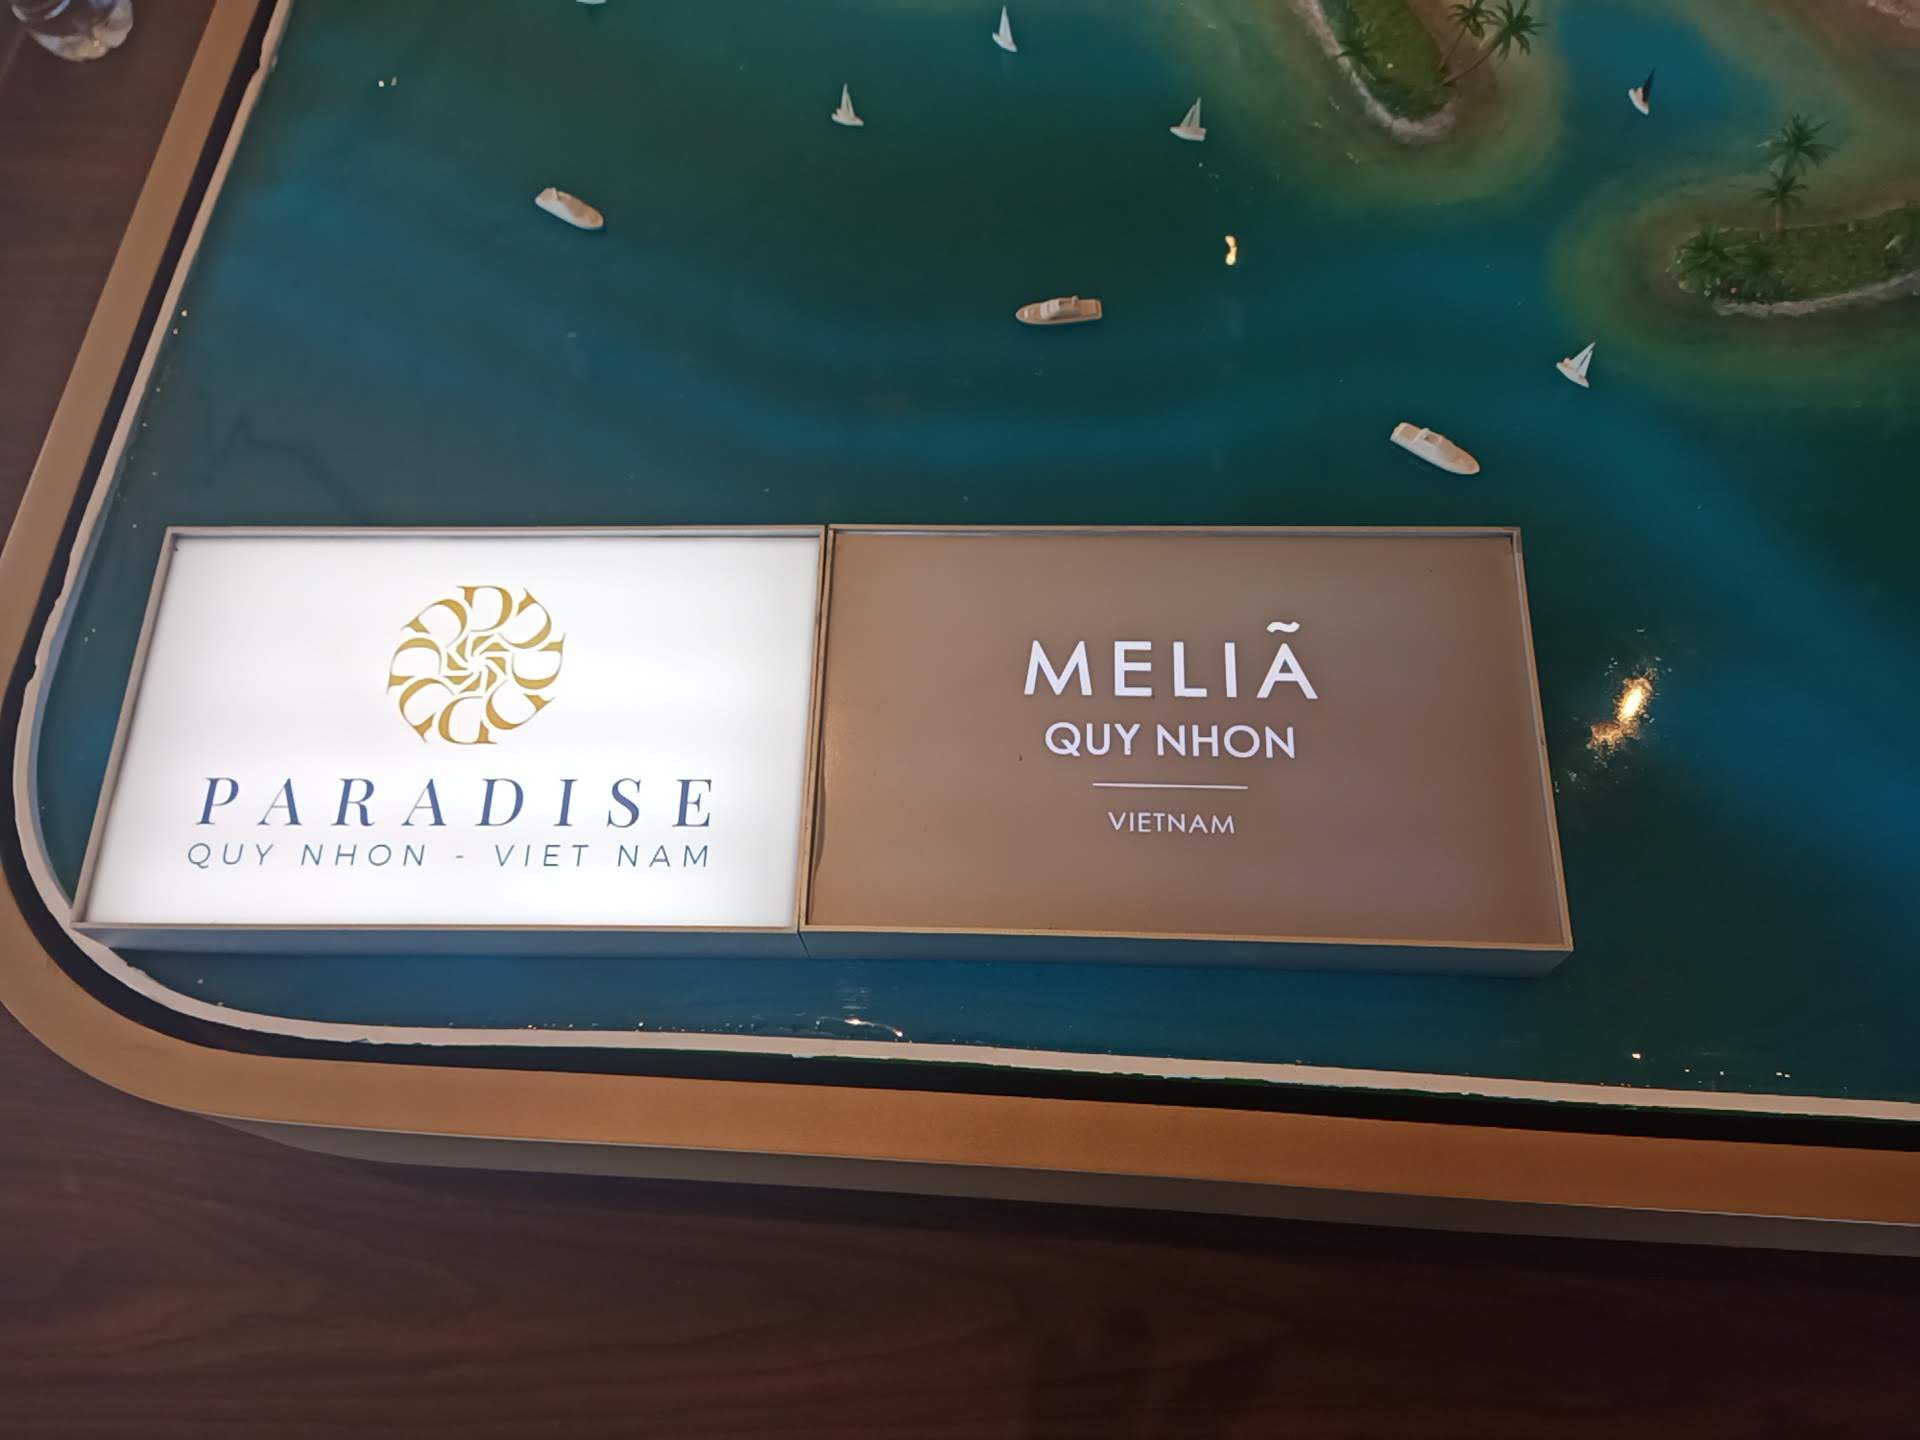 PARADISE
QUY NHON - VIET NAM
MELIÃ
QUY NHON
VIETNAM